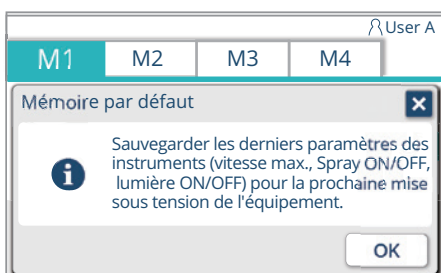 User A
M1 M2 M3 M4
Mémoire par défaut
Sauvegarder les derniers paramètres des
instruments (vitesse max., Spray ON/OFF,
lumière ON/OFF) pour la prochaine mise
sous tension de l'équipement.
OK